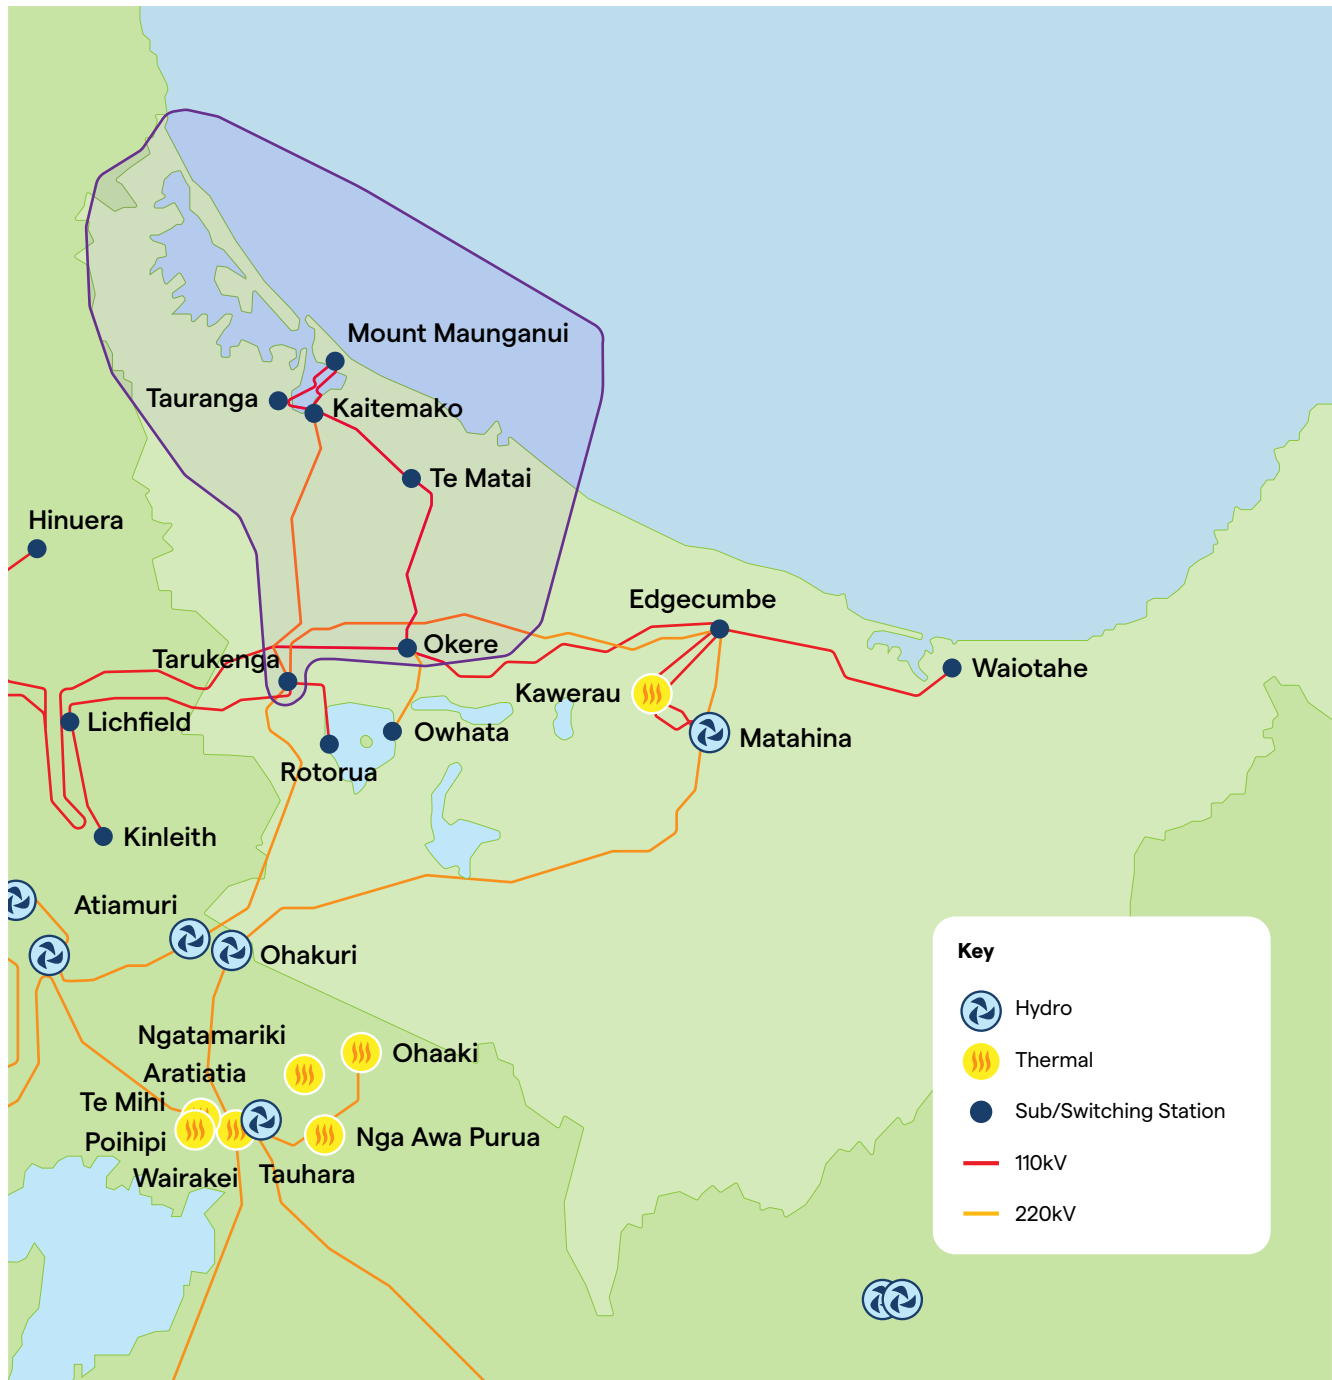 Mount Maunganui
Tauranga
Kaitemako
Te Matai
Hinuera
Edgecumbe
Okere
Tarukenga
Waiotahe
Kawerau
Lichfield
Owhata
Matahina
Rotorua
Kinleith
Atiamuri
Ohakuri
Ngatamariki
Ohaaki
Aratiatia
Te Mihi
Poihipi
Nga Awa Purua
Wairakei
Tauhara
Key
Hydro
Thermal
Sub/Switching Station
110kV
220kV